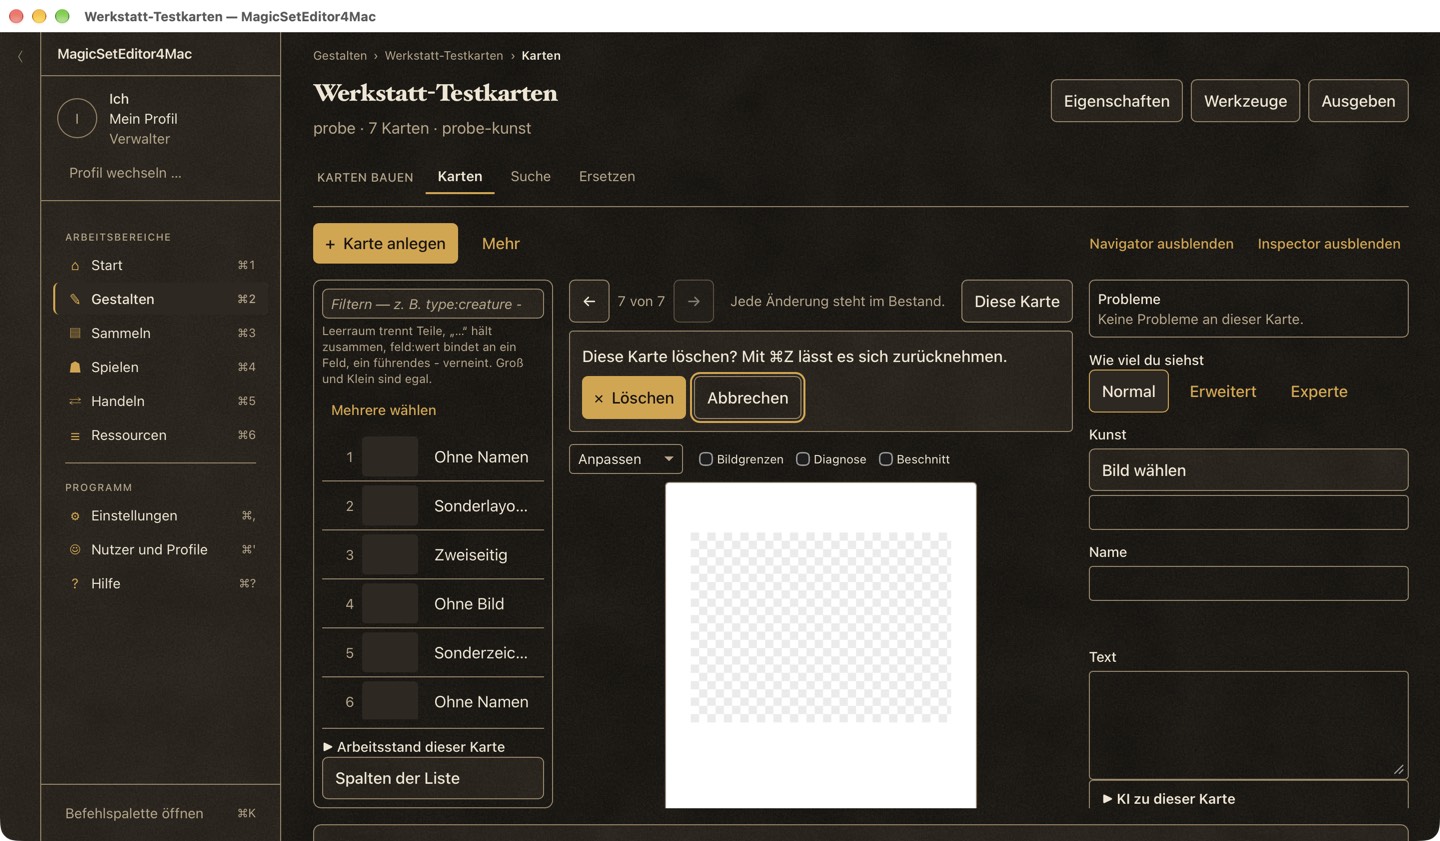 Werkstatt-Testkarten — MagicSetEditor4Mac
MagicSetEditor4Mac
I
Ich
Mein Profil
Verwalter
Profil wechseln ...
ARBEITSBEREICHE
Start ⌘1
Gestalten ⌘2
Sammeln ⌘3
Spielen ⌘4
Handeln ⌘5
Ressourcen ⌘6
PROGRAMM
Einstellungen ⌘,
Nutzer und Profile ⌘'
? Hilfe ⌘?
Befehlspalette öffnen ⌘K
Gestalten › Werkstatt-Testkarten › Karten
Werkstatt-Testkarten
probe · 7 Karten · probe-kunst
Eigenschaften
Werkzeuge
Ausgeben
KARTEN BAUEN Karten Suche Ersetzen
+ Karte anlegen
Mehr
Navigator ausblenden
Inspector ausblenden
Filtern — z. B. type:creature -
Leerraum trennt Teile, „…“ hält
zusammen, feld:wert bindet an ein
Feld, ein führendes - verneint. Groß
und Klein sind egal.
Mehrere wählen
1 Ohne Namen
2 Sonderlayo...
3 Zweiseitig
4 Ohne Bild
5 Sonderzeic...
6 Ohne Namen
▶ Arbeitsstand dieser Karte
Spalten der Liste
← 7 von 7 →
Jede Änderung steht im Bestand.
Diese Karte
Diese Karte löschen? Mit ⌘Z lässt es sich zurücknehmen.
× Löschen
Abbrechen
Anpassen
Bildgrenzen
Diagnose
Beschnitt
Probleme
Keine Probleme an dieser Karte.
Wie viel du siehst
Normal
Erweitert
Experte
Kunst
Bild wählen
Name
Text
▶ KI zu dieser Karte